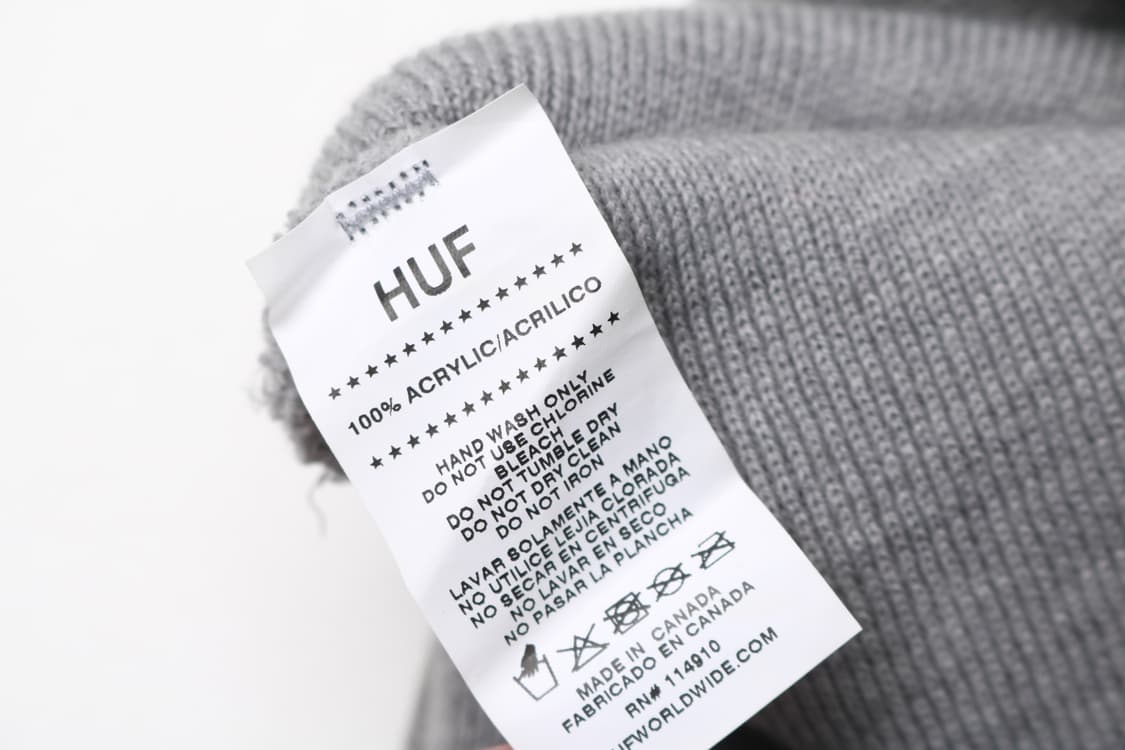 HUF
★★★★★★★★★★★★★★
100% ACRYLIC/ACRILICO
★★★★★★★★★★★★★★
HAND WASH ONLY
DO NOT USE CHLORINE
BLEACH
DO NOT TUMBLE DRY
DO NOT DRY CLEAN
DO NOT IRON
LAVAR SOLAMENTE A MANO
NO UTILICE LEJIA CLORADA
NO SECAR EN CENTRIFUGA
NO LAVAR EN SECO
NO PASAR LA PLANCHA
MADE IN CANADA
FABRICADO EN CANADA
RN# 114910
UFWORLDWIDE.COM